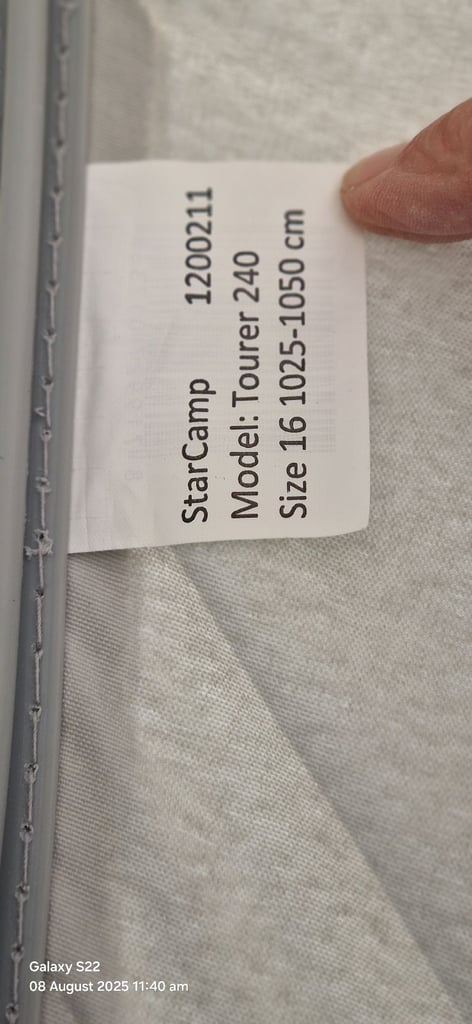 StarCamp 1200211
Model: Tourer 240
Size 16 1025-1050 cm
Galaxy S22
08 August 2025 11:40 am